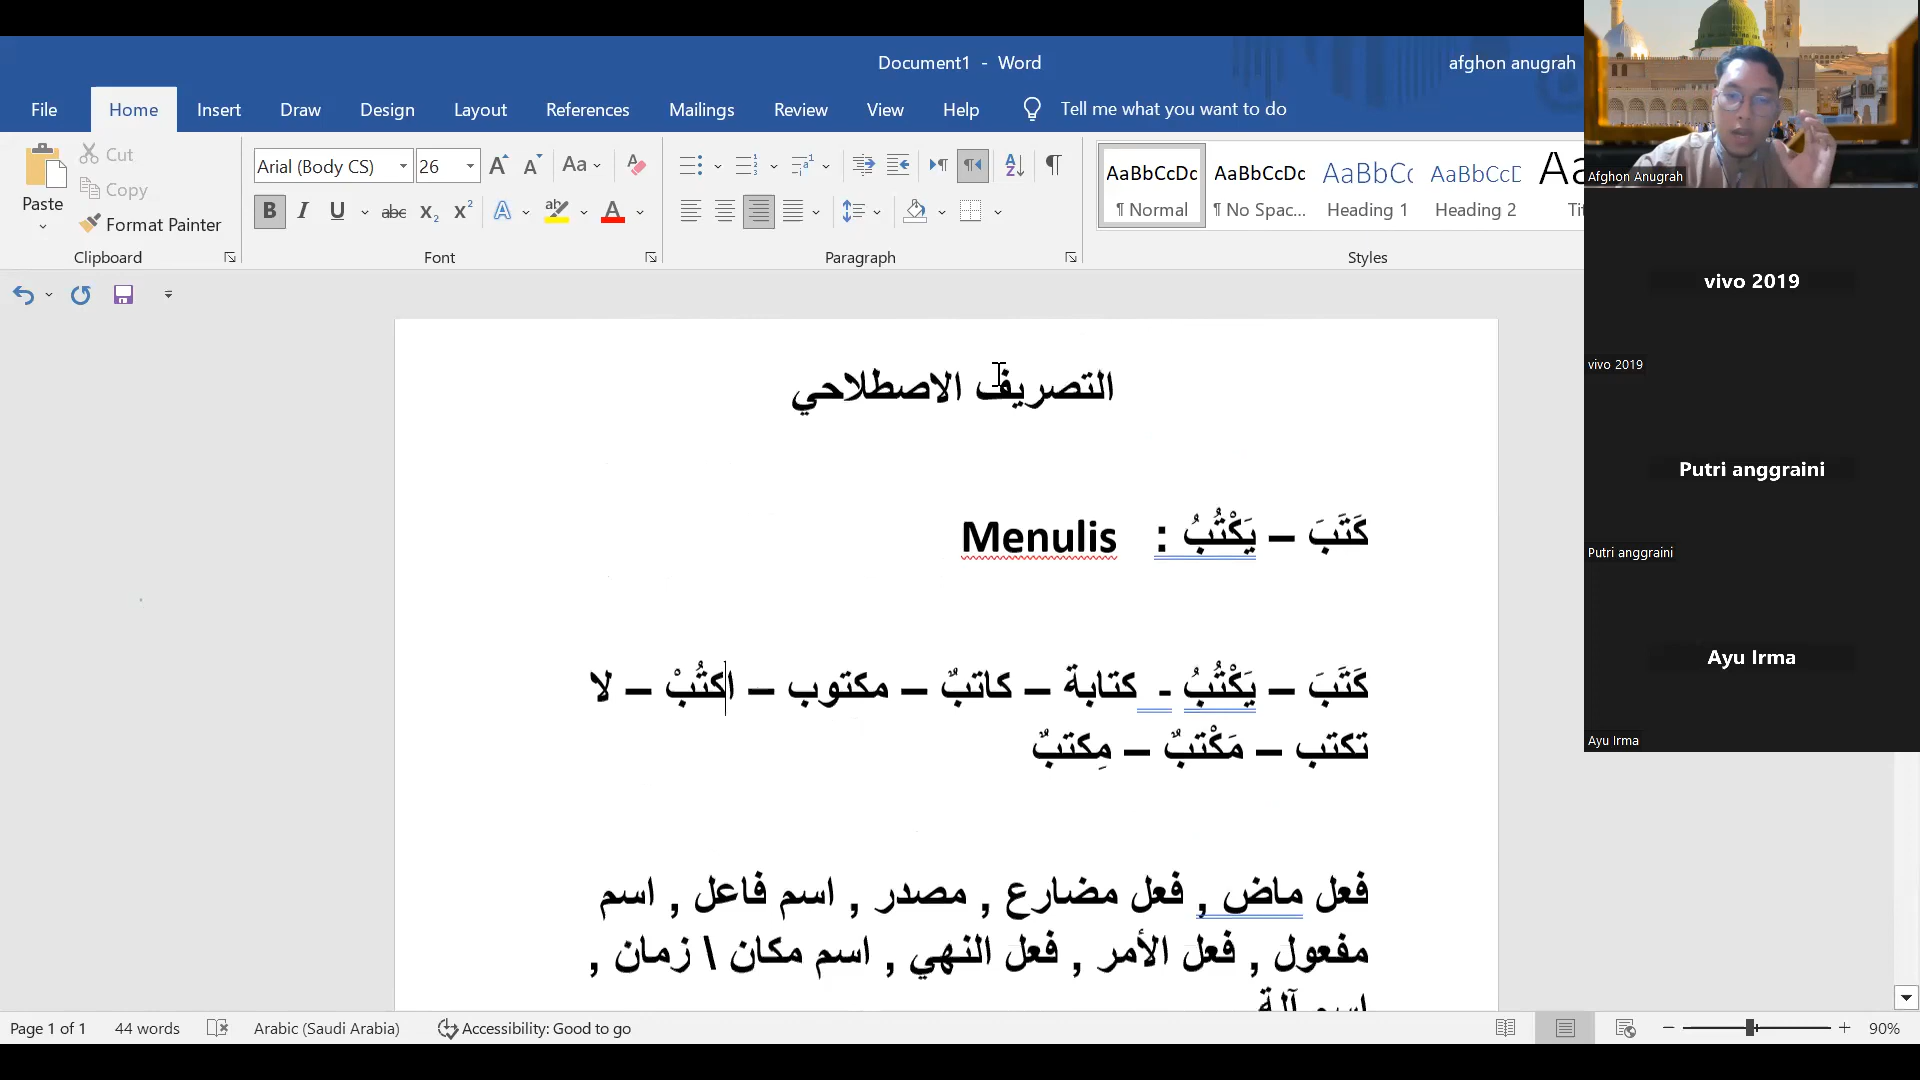 Document1 - Word
afghon anugrah
File Home Insert Draw Design Layout References Mailings Review View Help Tell me what you want to do
Paste
Cut
Copy
Format Painter
Clipboard
Arial (Body CS) 26
Font
Paragraph
AaBbCcDc AaBbCcDc AaBbCc AaBbCcD
¶ Normal ¶ No Spac... Heading 1 Heading 2
Styles
التصريف الاصطلاحي
كَتَبَ – يَكْتُبُ : Menulis
كَتَبَ – يَكْتُبُ - كتابة – كاتبٌ – مكتوب – اكتُبْ – لا
تكتب – مَكْتبٌ – مِكتبٌ
فعل ماض , فعل مضارع , مصدر , اسم فاعل , اسم
مفعول , فعل الأمر , فعل النهي , اسم مكان \ زمان ,
اسم آلة
Page 1 of 1 44 words Arabic (Saudi Arabia) Accessibility: Good to go 90%
Afghon Anugrah
vivo 2019
vivo 2019
Putri anggraini
Putri anggraini
Ayu Irma
Ayu Irma